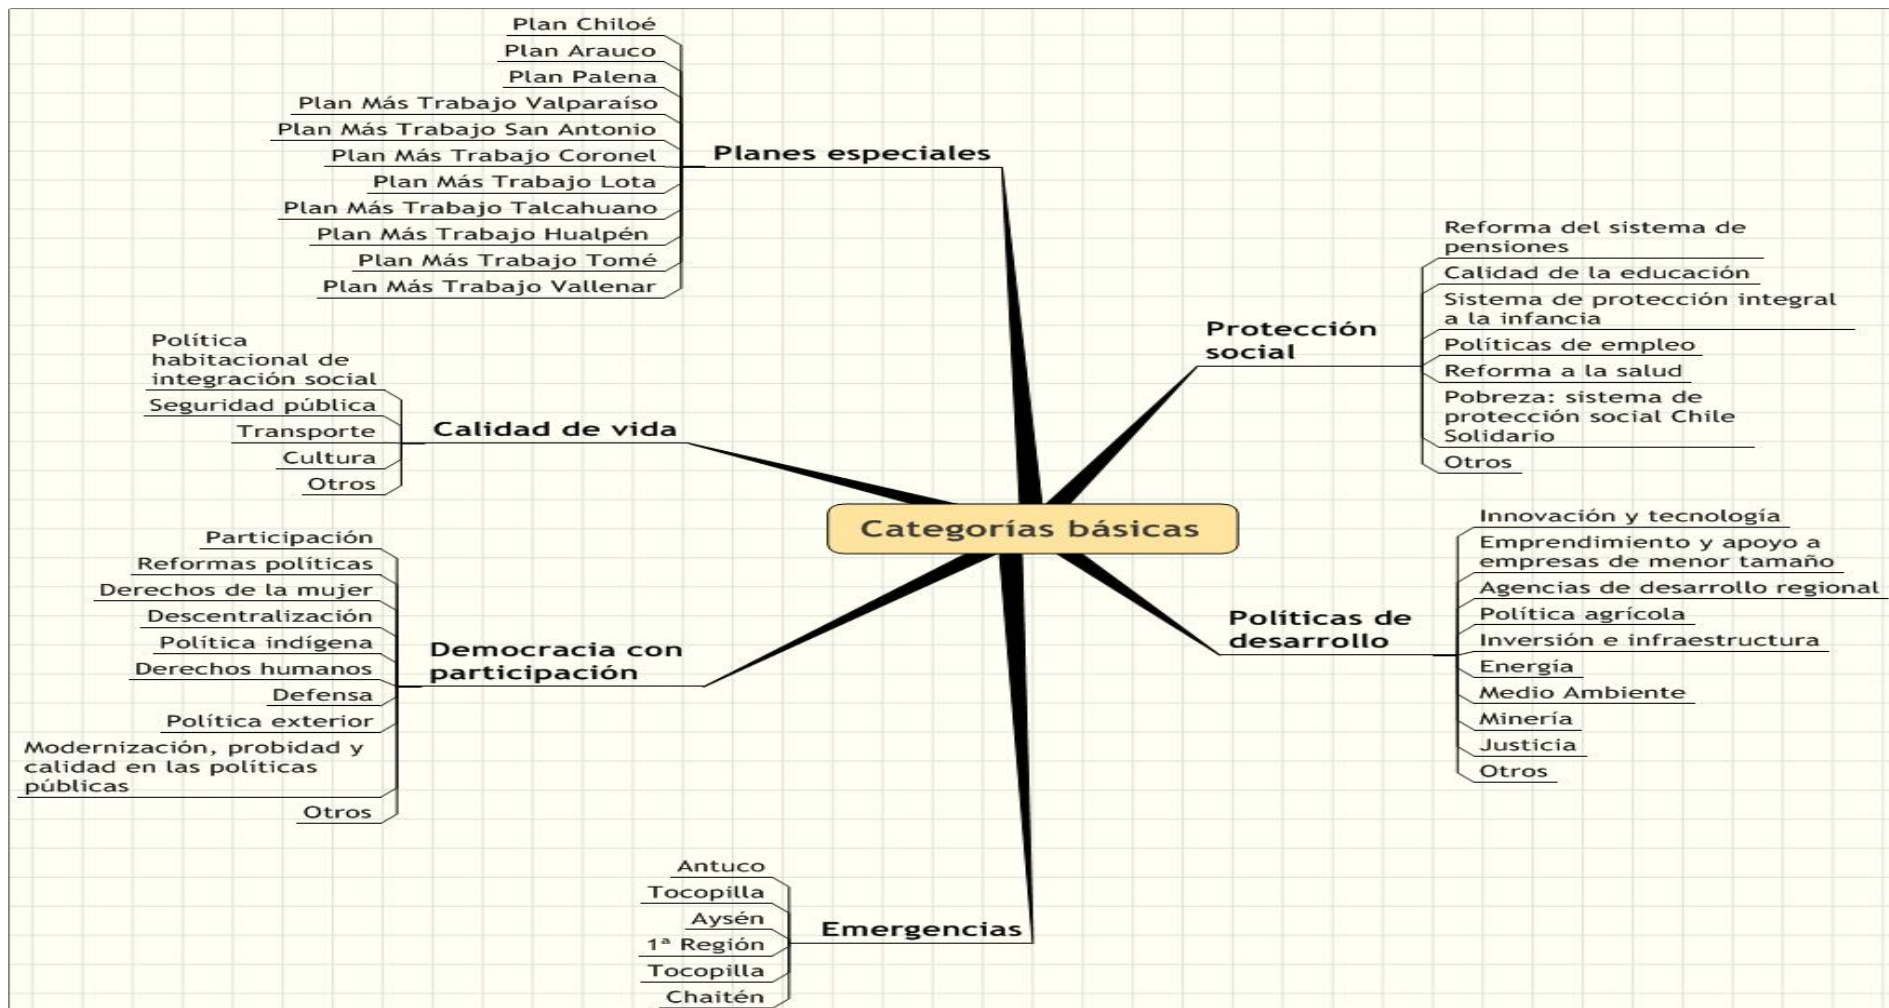 Plan Chiloé
Plan Arauco
Plan Palena
Plan Más Trabajo Valparaíso
Plan Más Trabajo San Antonio
Plan Más Trabajo Coronel
Plan Más Trabajo Lota
Plan Más Trabajo Talcahuano
Plan Más Trabajo Hualpén
Plan Más Trabajo Tomé
Plan Más Trabajo Vallenar
Planes especiales
Política
habitacional de
integración social
Seguridad pública
Transporte
Cultura
Otros
Calidad de vida
Participación
Reformas políticas
Derechos de la mujer
Descentralización
Política indígena
Derechos humanos
Defensa
Política exterior
Modernización, probidad y
calidad en las políticas
públicas
Otros
Democracia con
participación
Antuco
Tocopilla
Aysén
1ª Región
Tocopilla
Chaitén
Emergencias
Categorías básicas
Protección
social
Reforma del sistema de
pensiones
Calidad de la educación
Sistema de protección integral
a la infancia
Políticas de empleo
Reforma a la salud
Pobreza: sistema de
protección social Chile
Solidario
Otros
Políticas de
desarrollo
Innovación y tecnología
Emprendimiento y apoyo a
empresas de menor tamaño
Agencias de desarrollo regional
Política agrícola
Inversión e infraestructura
Energía
Medio Ambiente
Minería
Justicia
Otros